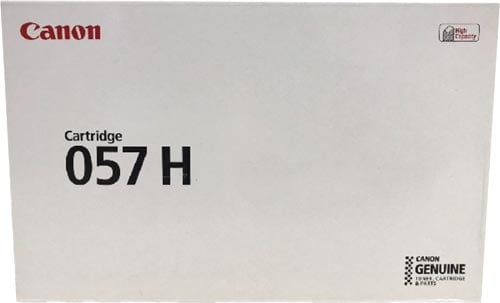 Canon
High
Capacity
Cartridge
057 H
CANON
GENUINE
TONER, CARTRIDGE
& PARTS